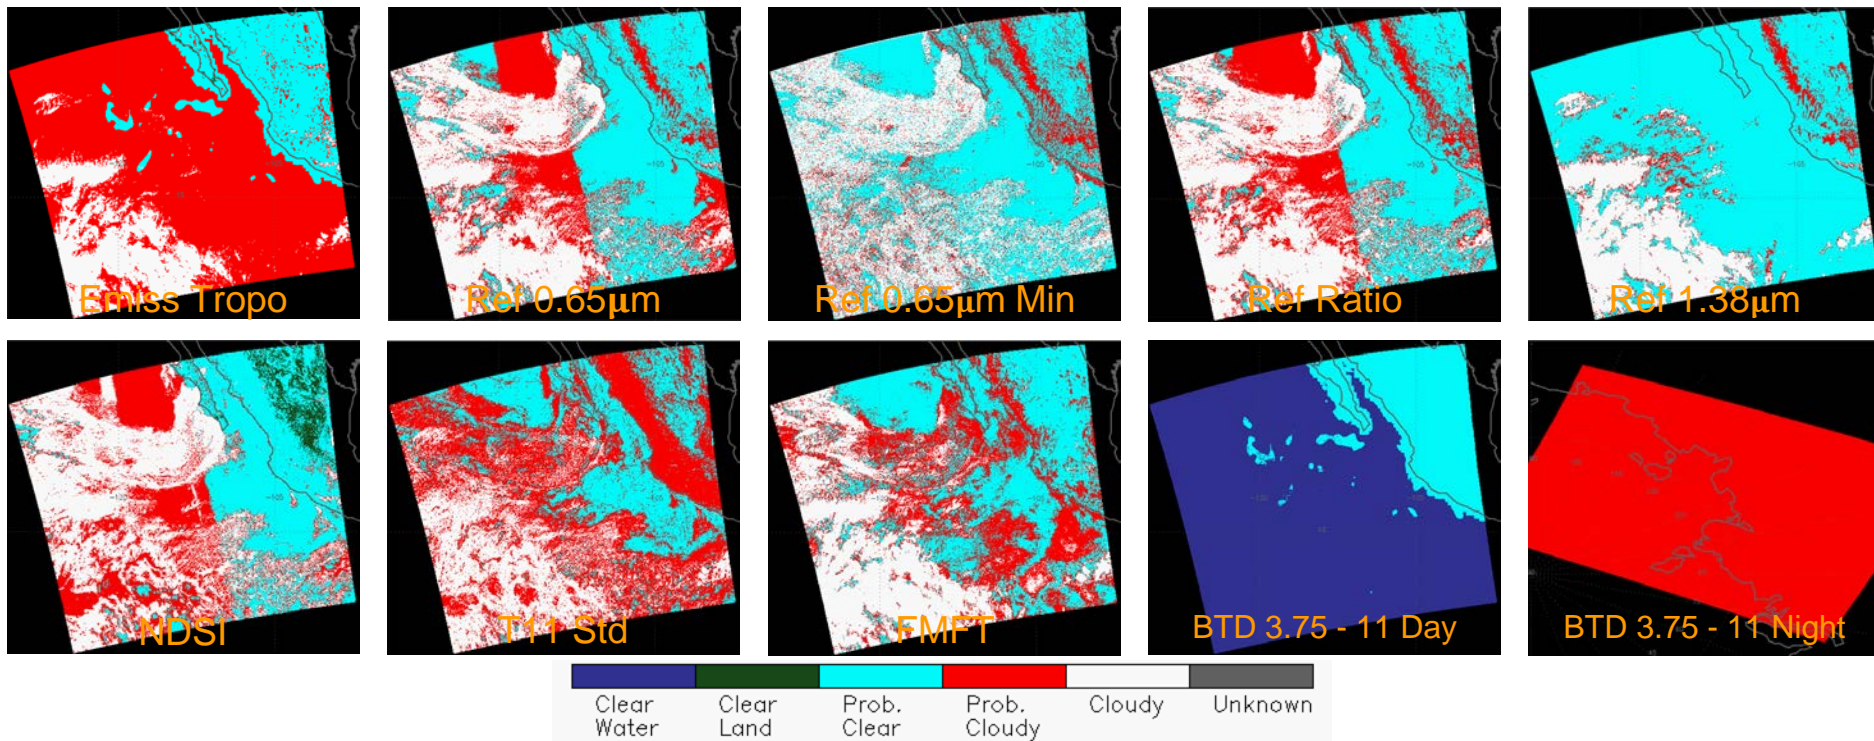 Emiss Tropo
Ref 0.65µm
Ref 0.65µm Min
Ref Ratio
Ref 1.38µm
NDSI
T11 Std
FMFT
BTD 3.75 - 11 Day
BTD 3.75 - 11 Night
Clear Water
Clear Land
Prob. Clear
Prob. Cloudy
Cloudy
Unknown